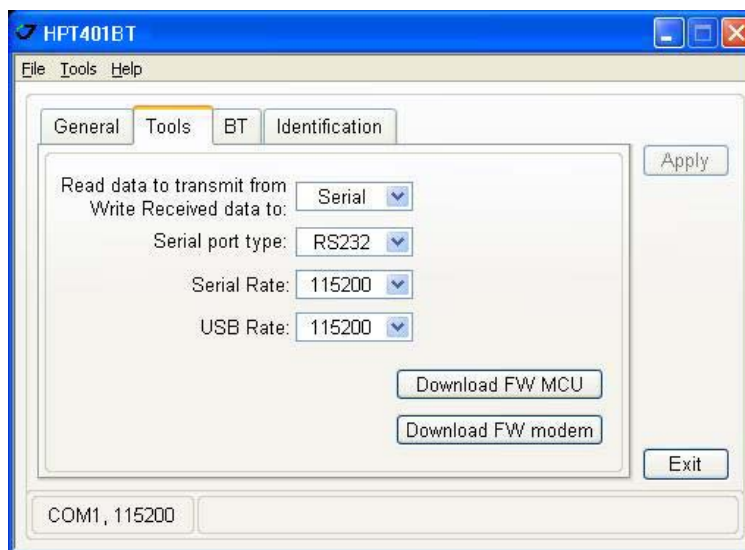 HPT401BT
File Tools Help
General Tools BT Identification
Apply
Read data to transmit from
Write Received data to: Serial
Serial port type: RS232
Serial Rate: 115200
USB Rate: 115200
Download FW MCU
Download FW modem
Exit
COM1, 115200